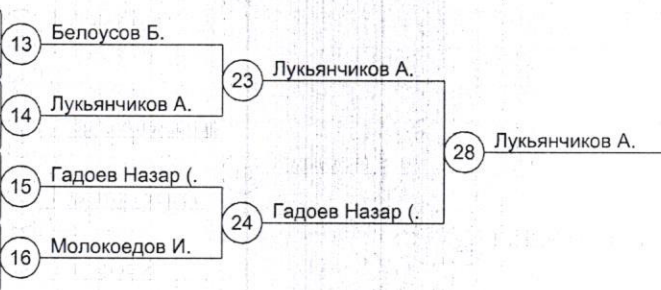 13 Белоусов Б.
23 Лукьянчиков А.
14 Лукьянчиков А.
28 Лукьянчиков А.
15 Гадоев Назар (.
24 Гадоев Назар (.
16 Молокоедов И.